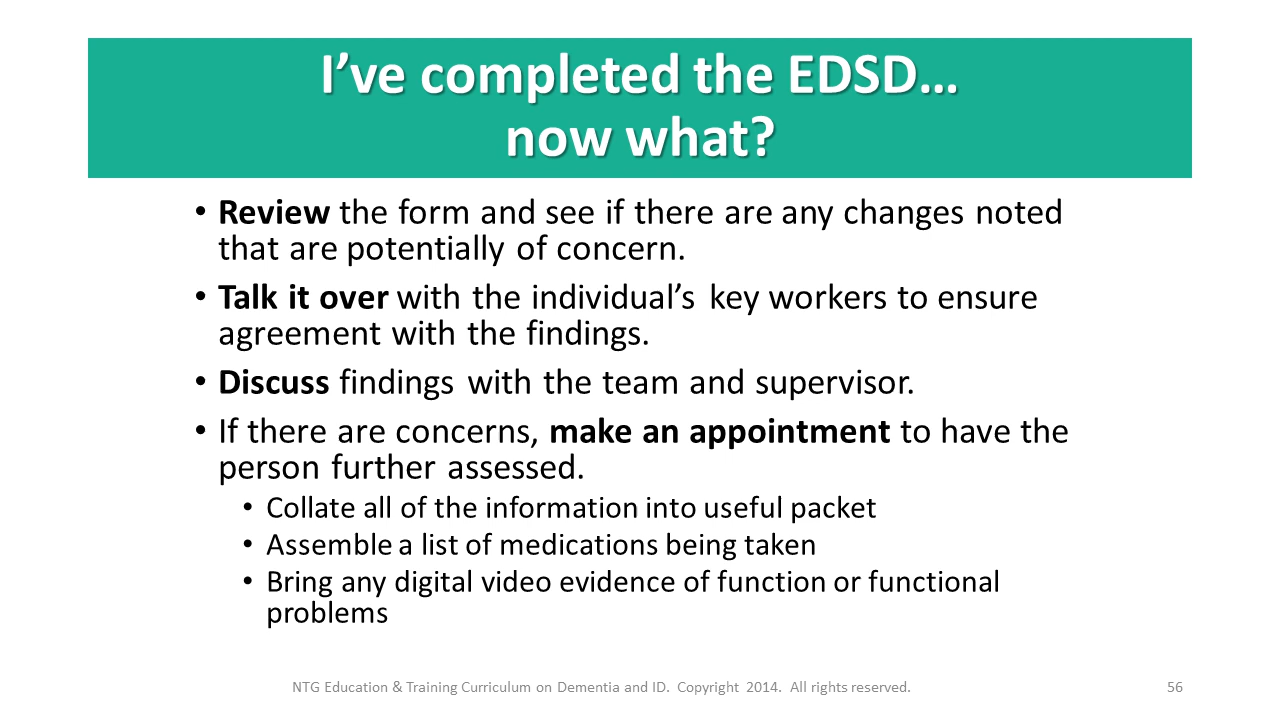 I’ve completed the EDSD…
now what?
• Review the form and see if there are any changes noted
that are potentially of concern.
• Talk it over with the individual’s key workers to ensure
agreement with the findings.
• Discuss findings with the team and supervisor.
• If there are concerns, make an appointment to have the
person further assessed.
• Collate all of the information into useful packet
• Assemble a list of medications being taken
• Bring any digital video evidence of function or functional
problems
NTG Education & Training Curriculum on Dementia and ID. Copyright 2014. All rights reserved.
56